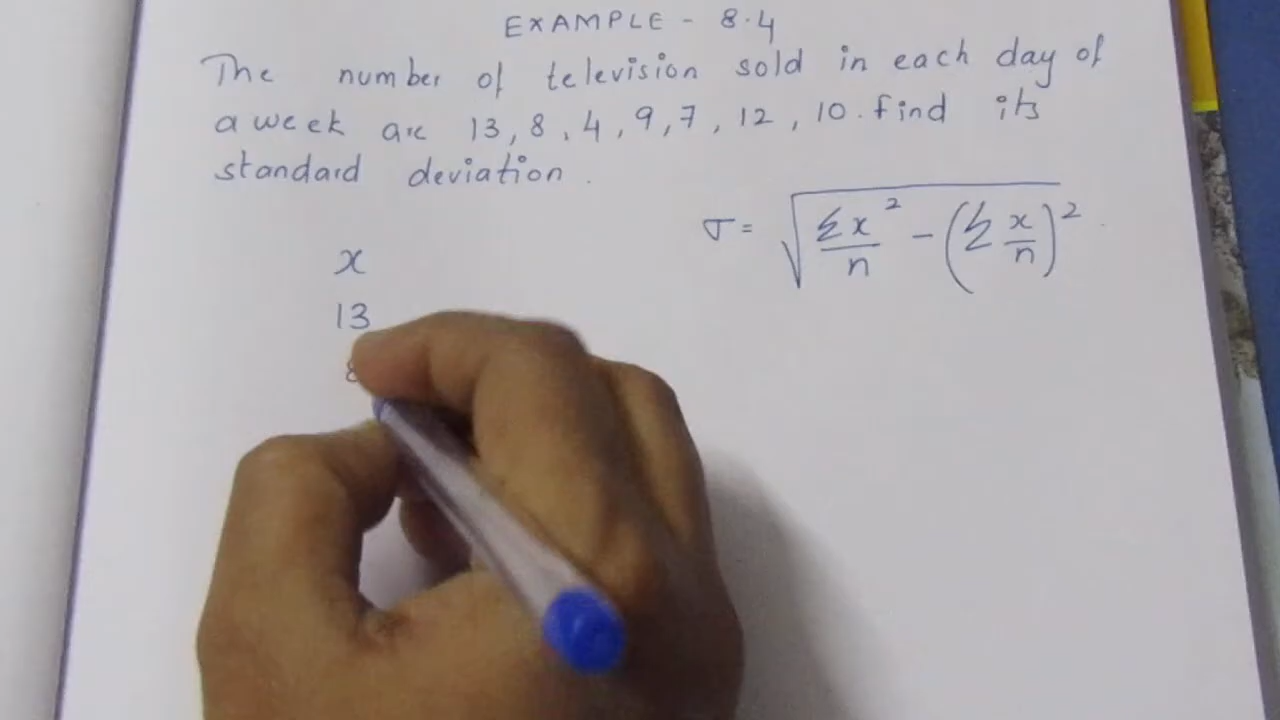 EXAMPLE - 8.4
The number of television sold in each day of
a week are 13, 8, 4, 9, 7, 12, 10. find its
standard deviation.
σ = √(Σx²/n - (Σ x/n)²)
x
13
8